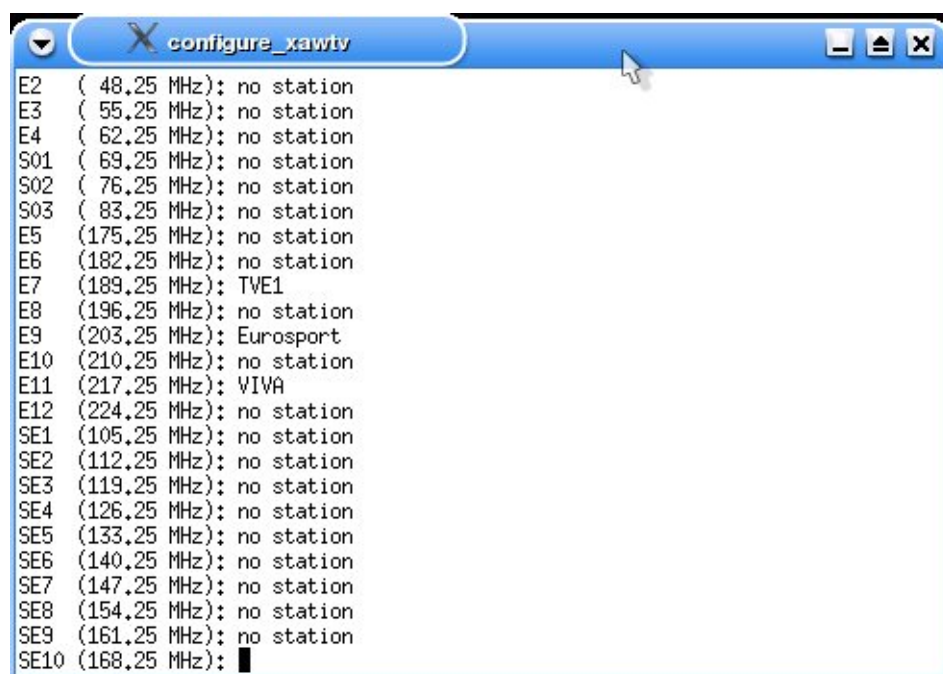 configure_xawtv
E2   ( 48.25 MHz): no station
E3   ( 55.25 MHz): no station
E4   ( 62.25 MHz): no station
S01  ( 69.25 MHz): no station
S02  ( 76.25 MHz): no station
S03  ( 83.25 MHz): no station
E5   (175.25 MHz): no station
E6   (182.25 MHz): no station
E7   (189.25 MHz): TVE1
E8   (196.25 MHz): no station
E9   (203.25 MHz): Eurosport
E10  (210.25 MHz): no station
E11  (217.25 MHz): VIVA
E12  (224.25 MHz): no station
SE1  (105.25 MHz): no station
SE2  (112.25 MHz): no station
SE3  (119.25 MHz): no station
SE4  (126.25 MHz): no station
SE5  (133.25 MHz): no station
SE6  (140.25 MHz): no station
SE7  (147.25 MHz): no station
SE8  (154.25 MHz): no station
SE9  (161.25 MHz): no station
SE10 (168.25 MHz):